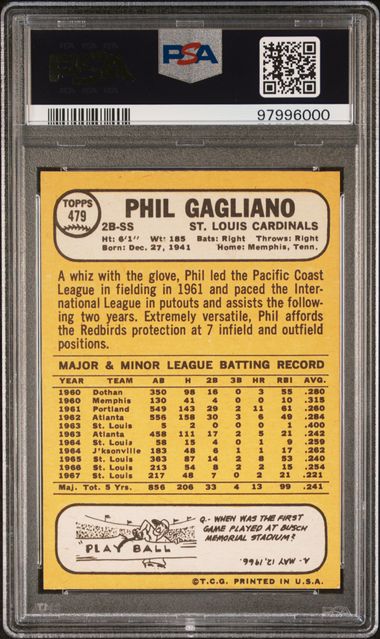 PSA
97996000
TOPPS
479
PHIL GAGLIANO
2B-SS ST. LOUIS CARDINALS
Ht: 6'1" Wt: 185 Bats: Right Throws: Right
Born: Dec. 27, 1941 Home: Memphis, Tenn.
A whiz with the glove, Phil led the Pacific Coast
League in fielding in 1961 and paced the Inter-
national League in putouts and assists the follow-
ing two years. Extremely versatile, Phil affords
the Redbirds protection at 7 infield and outfield
positions.
MAJOR & MINOR LEAGUE BATTING RECORD
YEAR TEAM AB H 2B 3B HR RBI AVG.
1960 Dothan 350 98 16 0 3 55 .280
1960 Memphis 130 41 4 0 0 10 .315
1961 Portland 549 143 29 2 11 61 .260
1962 Atlanta 556 158 30 3 6 49 .284
1963 St. Louis 5 2 0 0 0 1 .400
1963 Atlanta 458 111 17 2 5 21 .242
1964 St. Louis 58 15 4 0 1 9 .259
1964 J'ksonville 183 48 6 1 1 17 .262
1965 St. Louis 363 87 14 2 8 53 .240
1966 St. Louis 213 54 8 2 2 15 .254
1967 St. Louis 217 48 7 0 2 21 .221
Maj. Tot. 5 Yrs. 856 206 33 4 13 99 .241
PLAY BALL
Q.- WHEN WAS THE FIRST
GAME PLAYED AT BUSCH
MEMORIAL STADIUM?
A- MAY 12, 1966.
©T.C.G. PRINTED IN U.S.A.